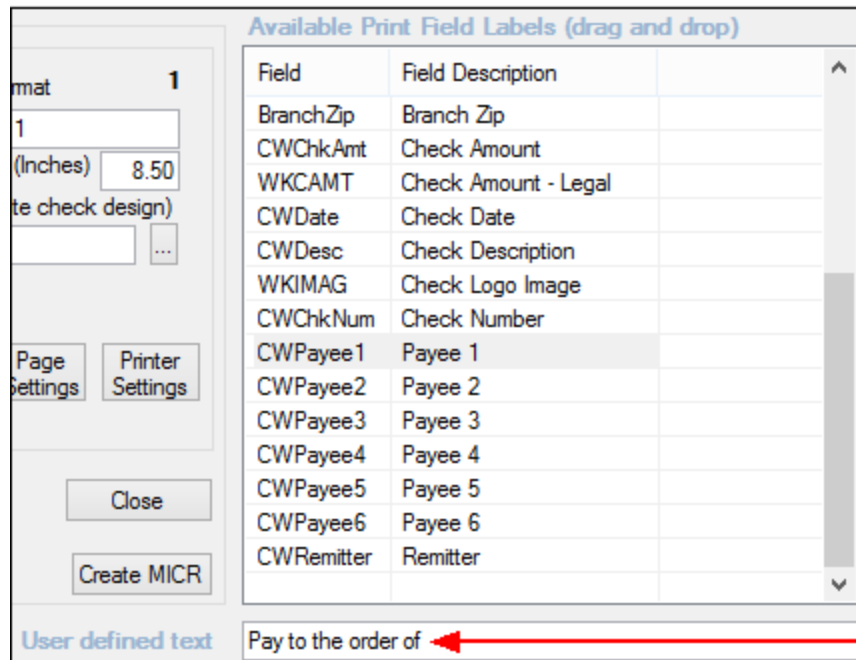 Available Print Field Labels (drag and drop)
1
1
(Inches) 8.50
check design)
...
Page Settings
Printer Settings
Close
Create MICR
Field Field Description
BranchZip Branch Zip
CWChkAmt Check Amount
WKCAMT Check Amount - Legal
CWDate Check Date
CWDesc Check Description
WKIMAG Check Logo Image
CWChkNum Check Number
CWPayee1 Payee 1
CWPayee2 Payee 2
CWPayee3 Payee 3
CWPayee4 Payee 4
CWPayee5 Payee 5
CWPayee6 Payee 6
CWRemitter Remitter
User defined text Pay to the order of